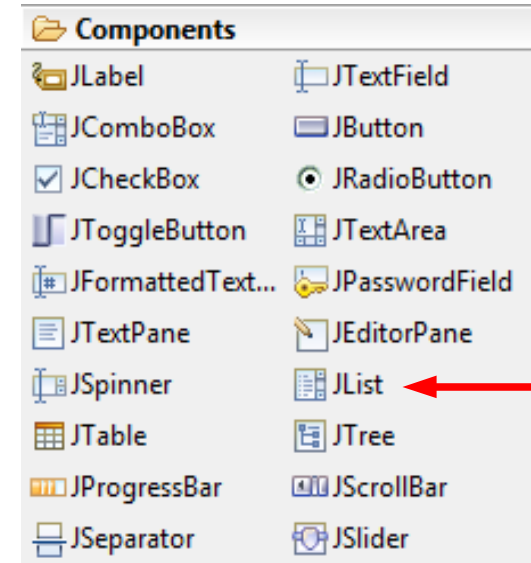 Components
JLabel JTextField
JComboBox JButton
JCheckBox JRadioButton
JToggleButton JTextArea
JFormattedText... JPasswordField
JTextPane JEditorPane
JSpinner JList
JTable JTree
JProgressBar JScrollBar
JSeparator JSlider